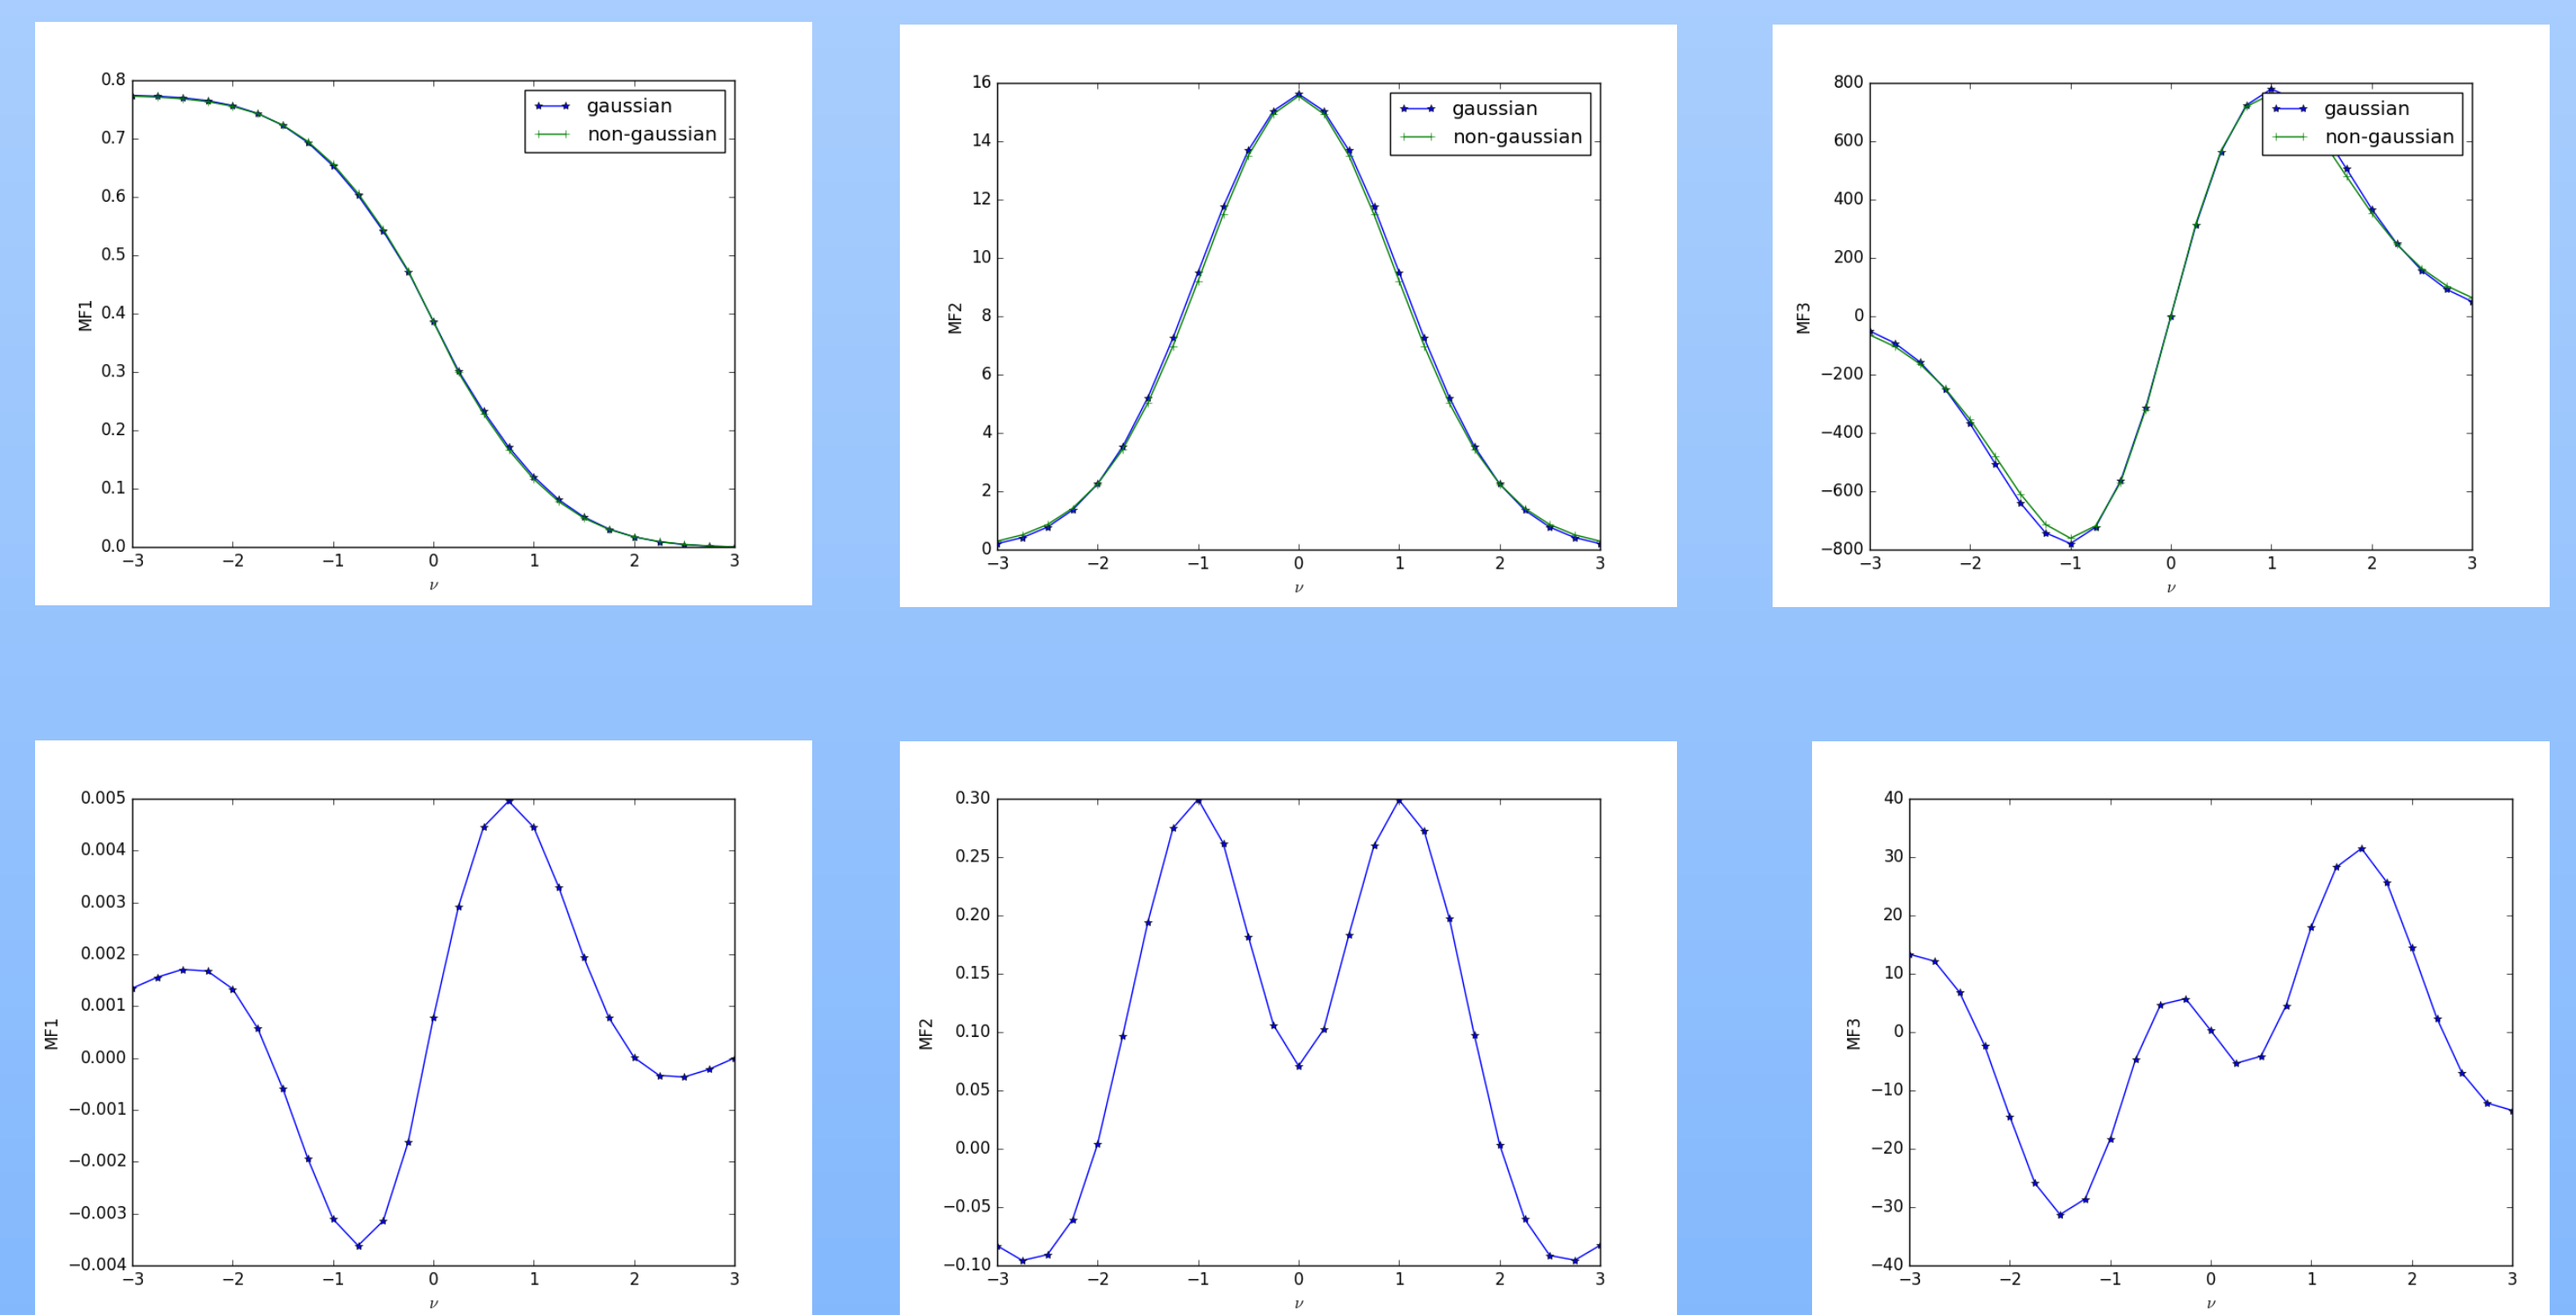 0.8
0.7
0.6
0.5
0.4
0.3
0.2
0.1
0.0
MF1
gaussian
non-gaussian
−3 −2 −1 0 1 2 3
ν
16
14
12
10
8
6
4
2
0
MF2
gaussian
non-gaussian
−3 −2 −1 0 1 2 3
ν
800
600
400
200
0
−200
−400
−600
−800
MF3
gaussian
non-gaussian
−3 −2 −1 0 1 2 3
ν
0.005
0.004
0.003
0.002
0.001
0.000
−0.001
−0.002
−0.003
−0.004
MF1
−3 −2 −1 0 1 2 3
ν
0.30
0.25
0.20
0.15
0.10
0.05
0.00
−0.05
−0.10
MF2
−3 −2 −1 0 1 2 3
ν
40
30
20
10
0
−10
−20
−30
−40
MF3
−3 −2 −1 0 1 2 3
ν